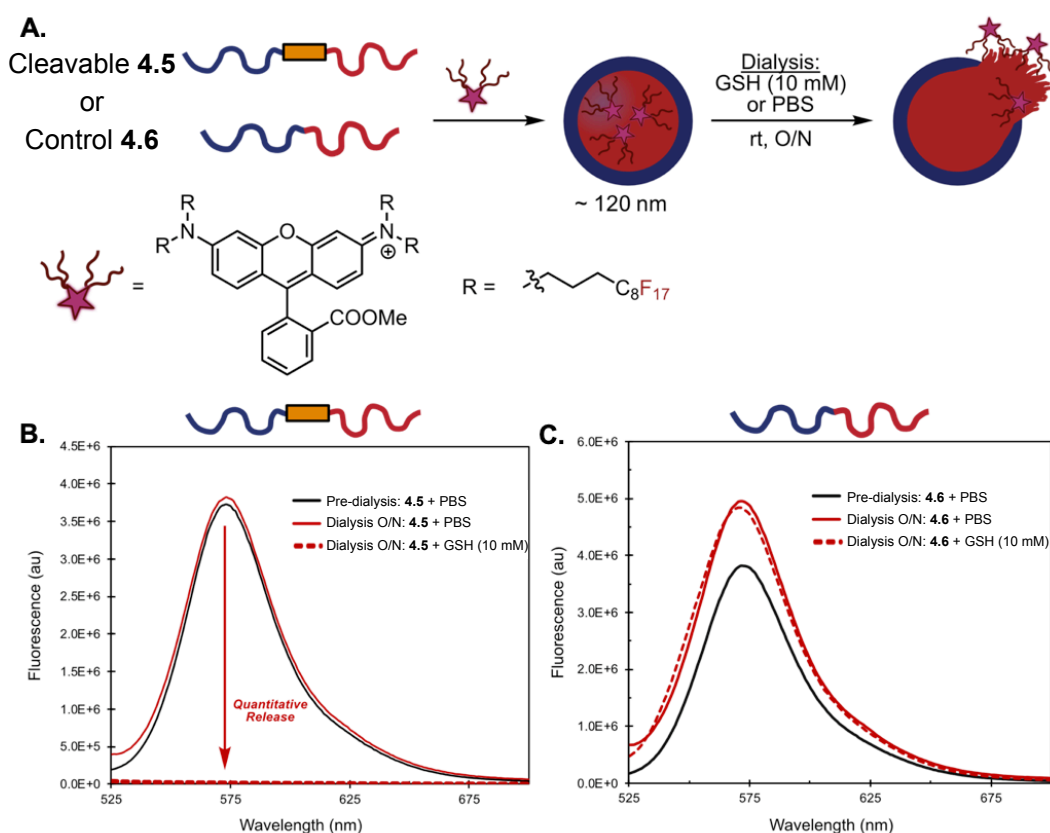 A.
Cleavable 4.5
or
Control 4.6
Dialysis:
GSH (10 mM)
or PBS
rt, O/N
~ 120 nm
=
R
R
R
R
N
O
N
⊕
COOMe
R =
C8F17
B.
4.5E+6
4.0E+6
3.5E+6
3.0E+6
2.5E+6
2.0E+6
1.5E+6
1.0E+6
5.0E+5
0.0E+0
Fluorescence (au)
525
575
625
675
Wavelength (nm)
Pre-dialysis: 4.5 + PBS
Dialysis O/N: 4.5 + PBS
Dialysis O/N: 4.5 + GSH (10 mM)
Quantitative
Release
C.
6.0E+6
5.0E+6
4.0E+6
3.0E+6
2.0E+6
1.0E+6
0.0E+0
Fluorescence (au)
525
575
625
675
Wavelength (nm)
Pre-dialysis: 4.6 + PBS
Dialysis O/N: 4.6 + PBS
Dialysis O/N: 4.6 + GSH (10 mM)